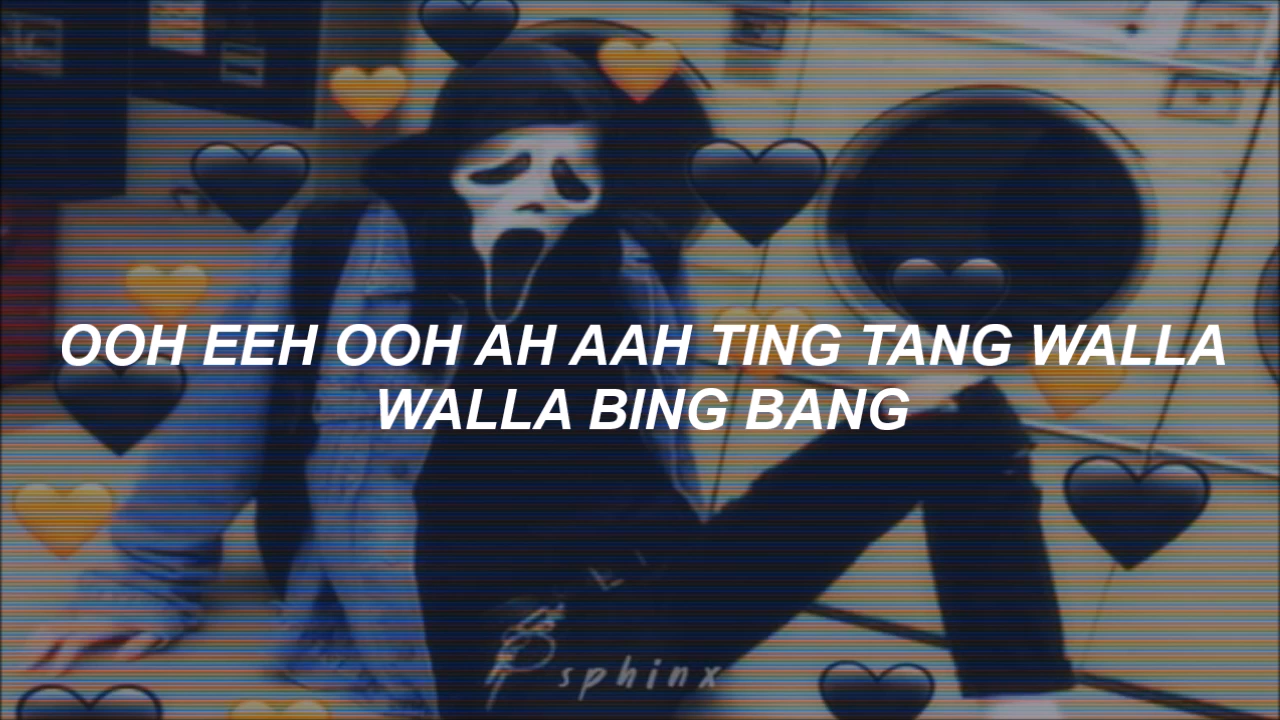 OOH EEH OOH AH AAH TING TANG WALLA
WALLA BING BANG
sphinx